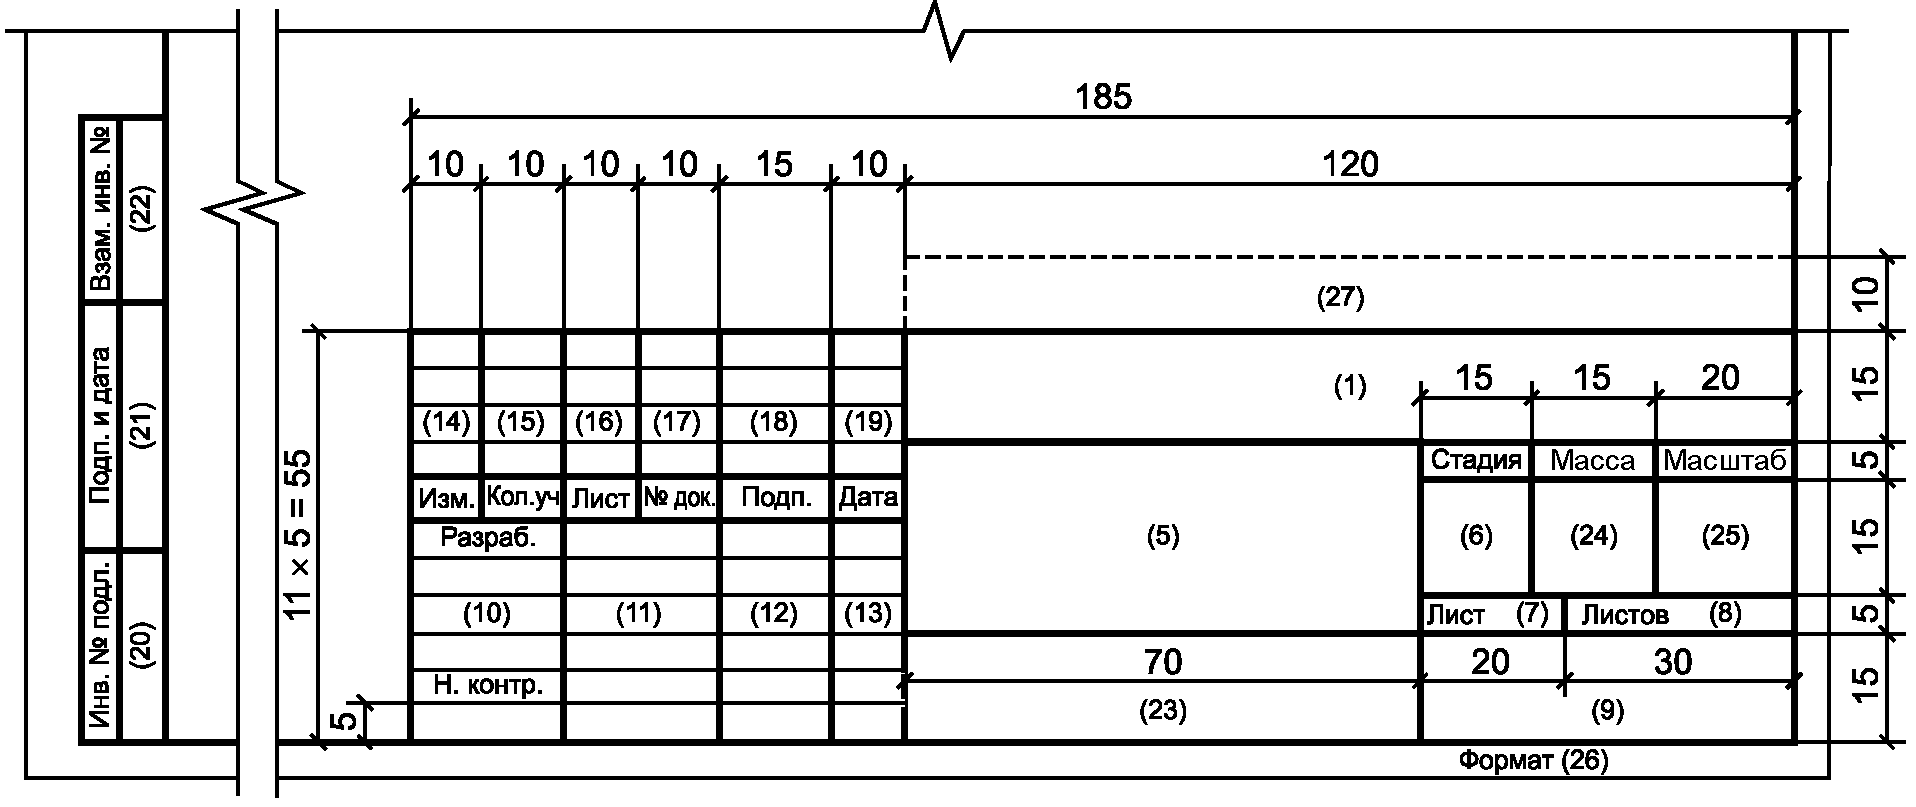 185
10 10 10 10 15 10 120
Взам. инв. № (22)
(27) 10
(1) 15 15 20 15
Подп. и дата (21)
(14) (15) (16) (17) (18) (19)
Стадия Масса Масштаб 5
Изм. Кол.уч Лист № док. Подп. Дата
11 × 5 = 55
Разраб. (5) (6) (24) (25) 15
Инв. № подл. (20)
(10) (11) (12) (13) Лист (7) Листов (8) 5
70 20 30
Н. контр. 15
5 (23) (9)
Формат (26)